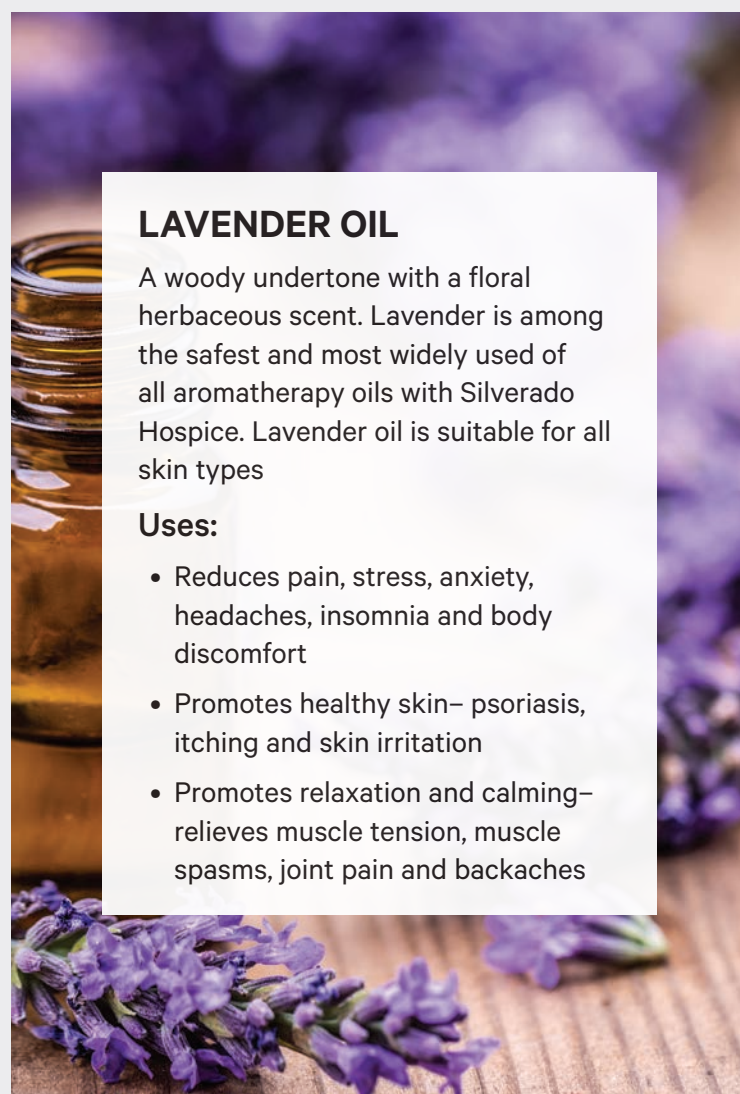 LAVENDER OIL
A woody undertone with a floral
herbaceous scent. Lavender is among
the safest and most widely used of
all aromatherapy oils with Silverado
Hospice. Lavender oil is suitable for all
skin types
Uses:
• Reduces pain, stress, anxiety,
headaches, insomnia and body
discomfort
• Promotes healthy skin– psoriasis,
itching and skin irritation
• Promotes relaxation and calming–
relieves muscle tension, muscle
spasms, joint pain and backaches